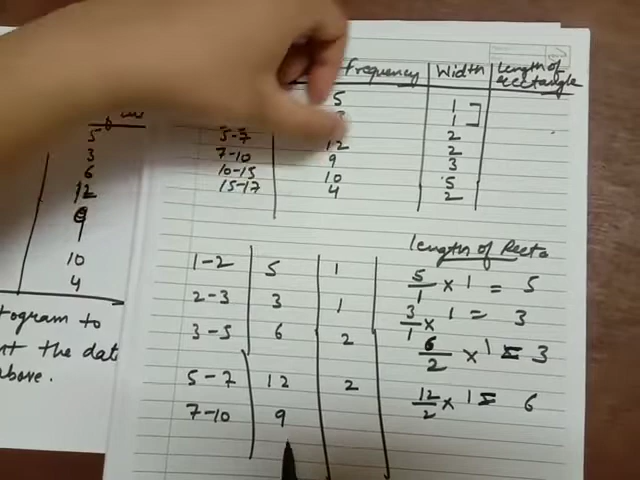 frequency Width Length of rectangle
5 1
1
5-7 12 2
7-10 9 2
10-15 10 3
15-17 4 5
2
5
3
6
12
9
10
4
togram to
nt the data
above.
length of Recta
1-2 5 1 5/1 × 1 = 5
2-3 3 1 3/1 × 1 = 3
3-5 6 2 6/2 × 1 = 3
5-7 12 2 12/2 × 1 = 6
7-10 9